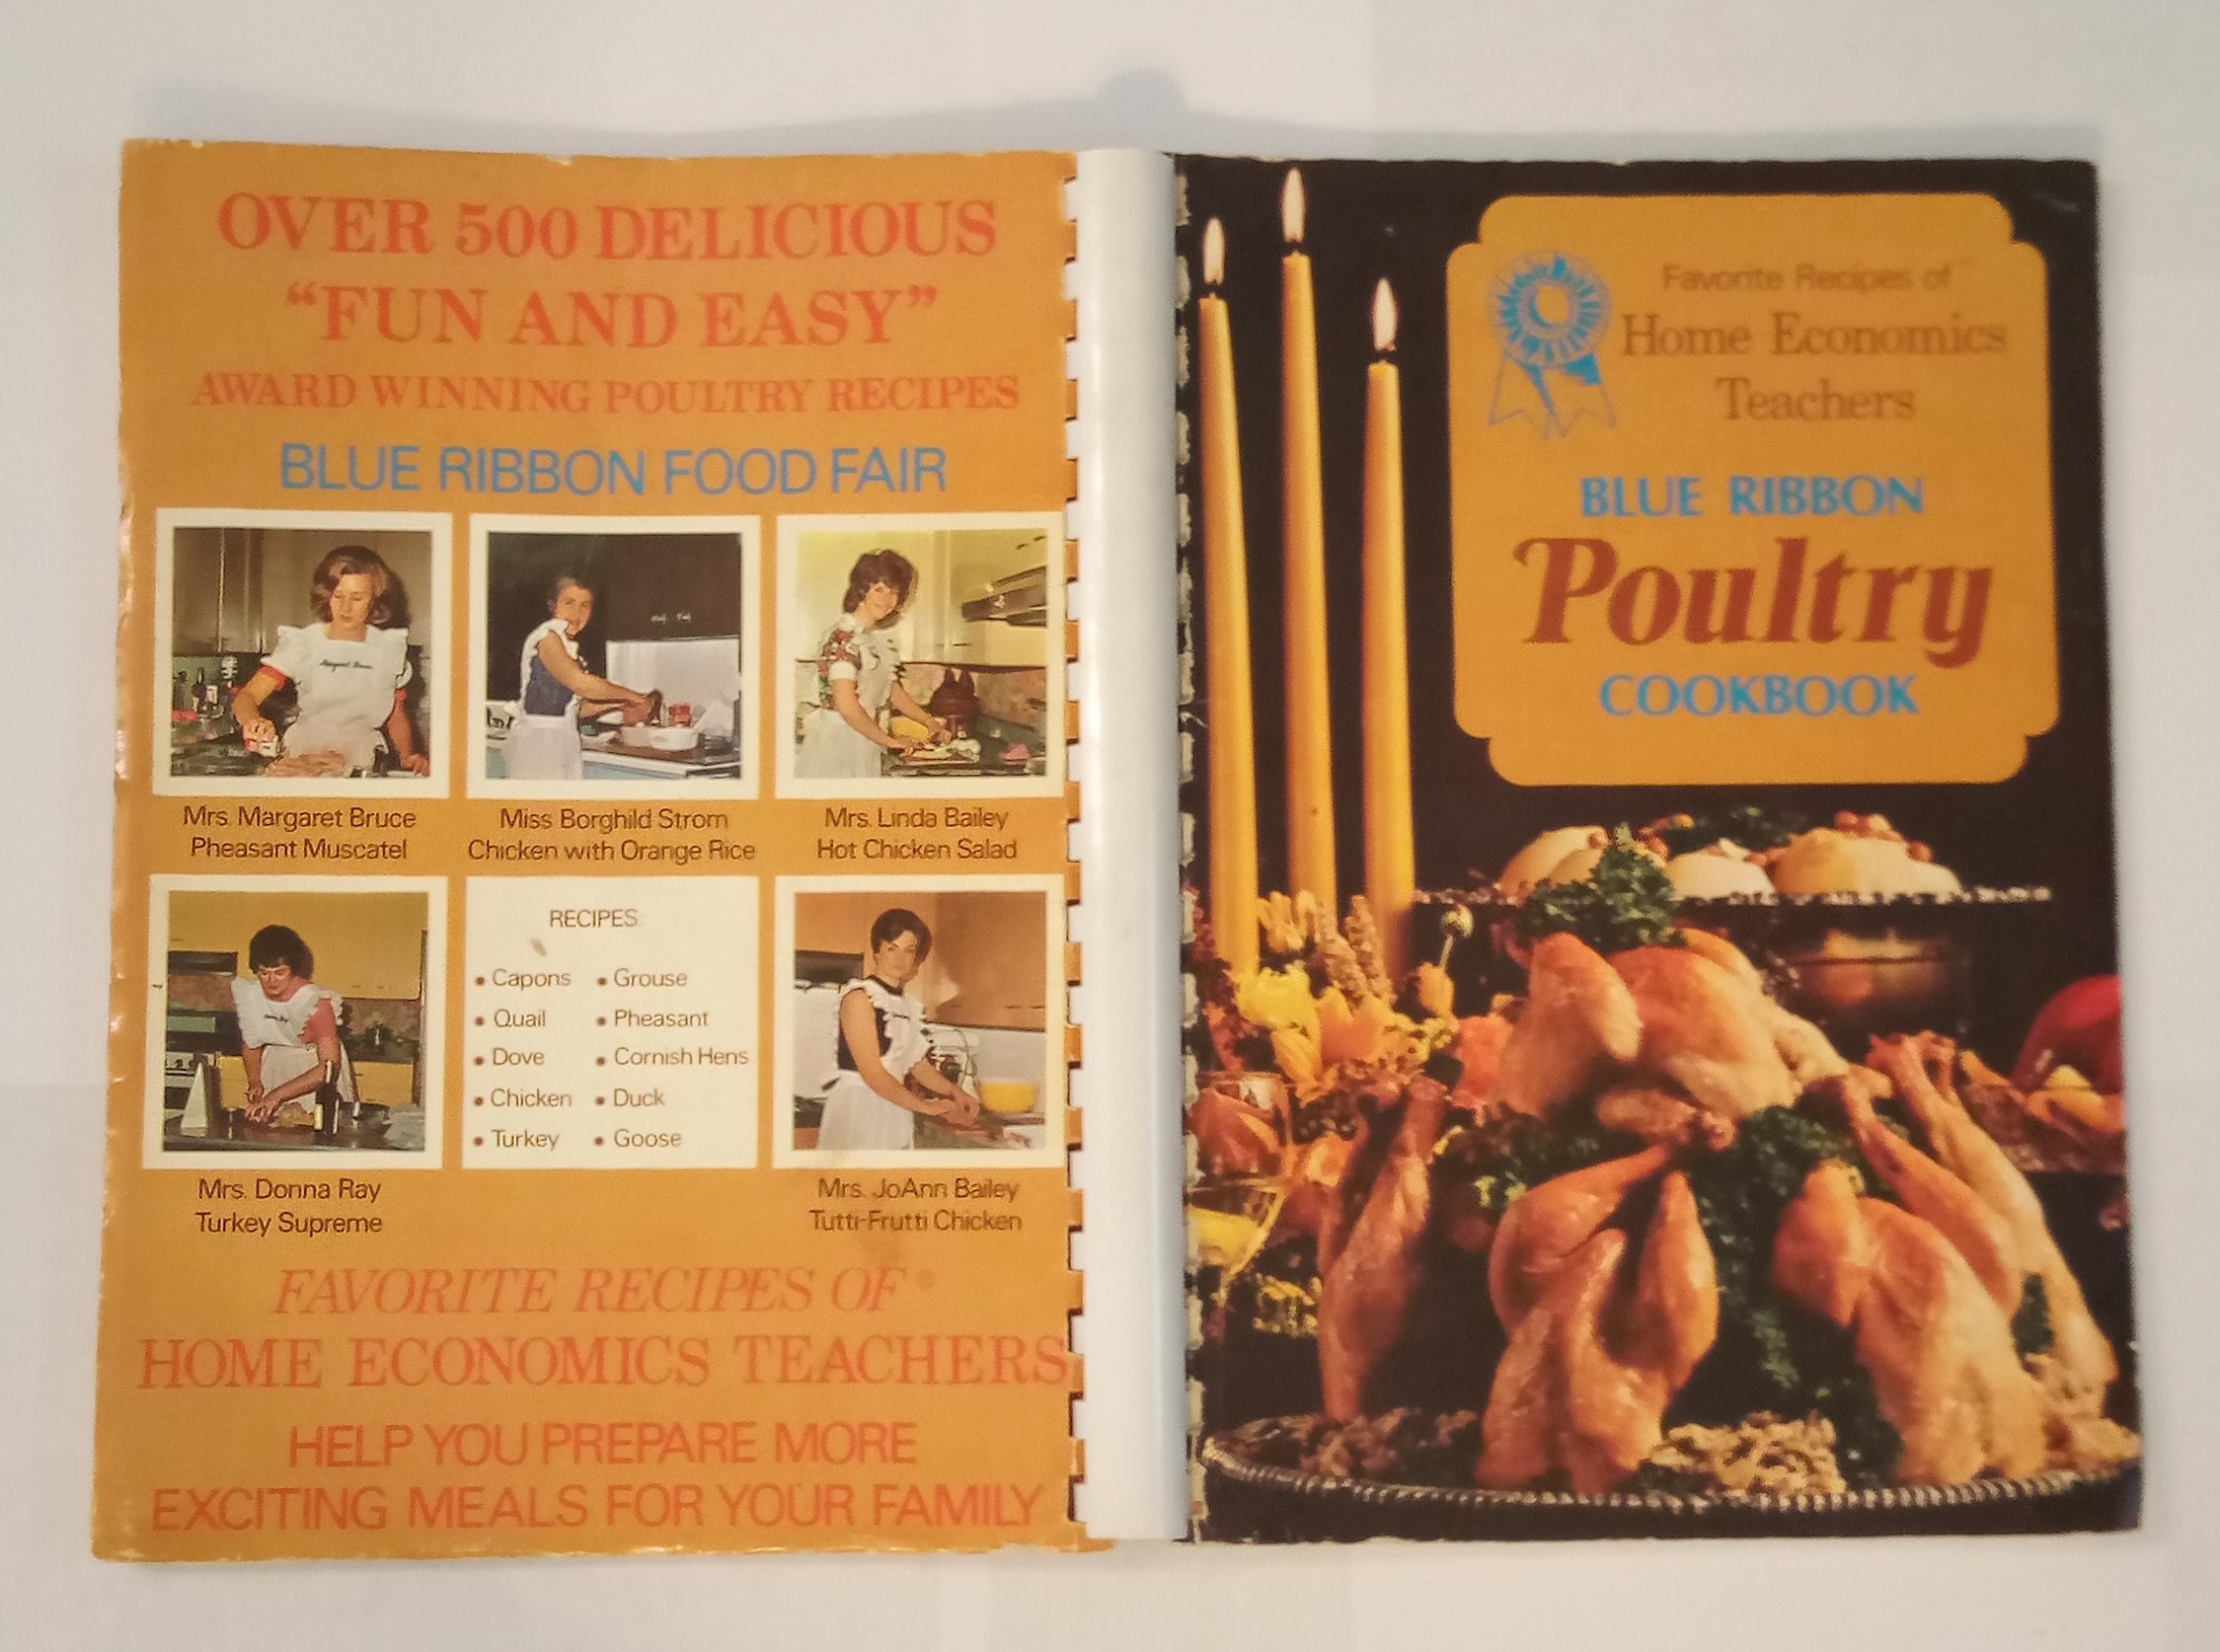 OVER 500 DELICIOUS
“FUN AND EASY”
AWARD WINNING POULTRY RECIPES
BLUE RIBBON FOOD FAIR
Mrs. Margaret Bruce
Pheasant Muscatel
Miss Borghild Strom
Chicken with Orange Rice
Mrs. Linda Bailey
Hot Chicken Salad
RECIPES:
• Capons
• Quail
• Dove
• Chicken
• Turkey
• Grouse
• Pheasant
• Cornish Hens
• Duck
• Goose
Mrs. Donna Ray
Turkey Supreme
Mrs. JoAnn Bailey
Tutti-Frutti Chicken
FAVORITE RECIPES OF®
HOME ECONOMICS TEACHERS
HELP YOU PREPARE MORE
EXCITING MEALS FOR YOUR FAMILY
Favorite Recipes of
Home Economics
Teachers
BLUE RIBBON
Poultry
COOKBOOK